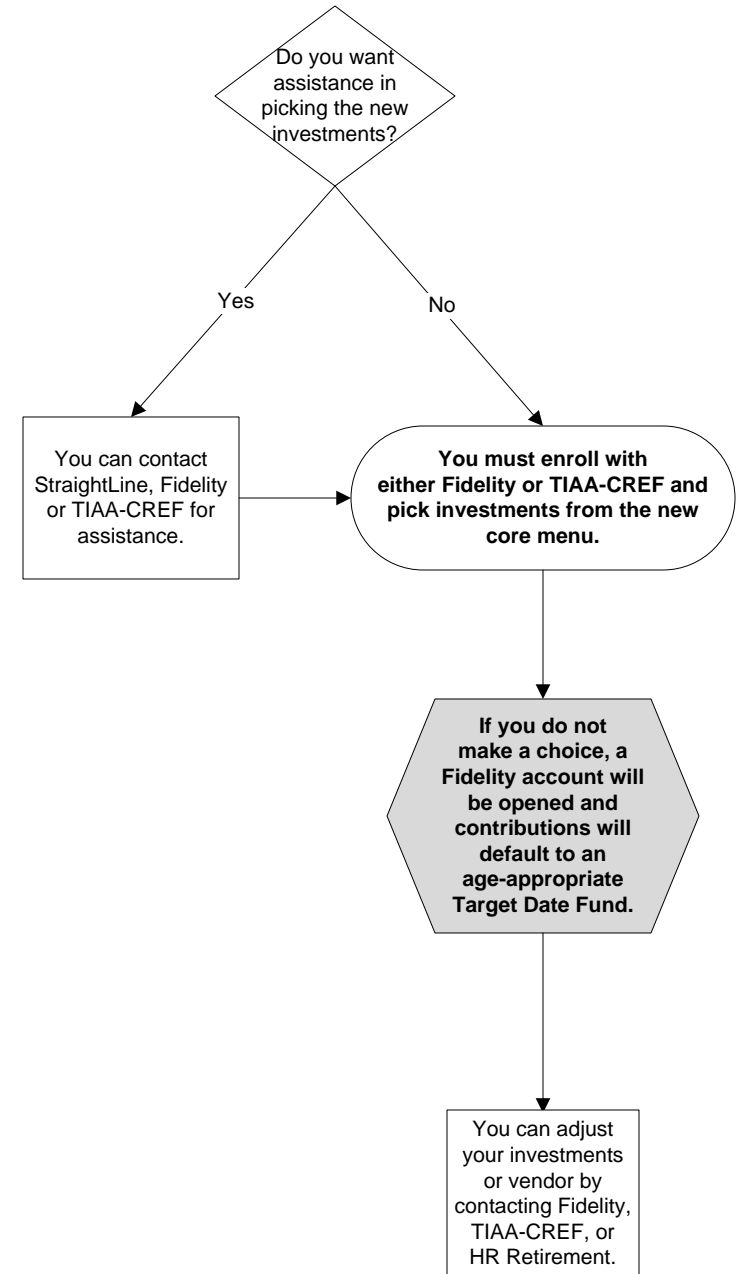 Do you want
assistance in
picking the new
investments?
Yes
No
You can contact
StraightLine, Fidelity
or TIAA-CREF for
assistance.
You must enroll with
either Fidelity or TIAA-CREF and
pick investments from the new
core menu.
If you do not
make a choice, a
Fidelity account will
be opened and
contributions will
default to an
age-appropriate
Target Date Fund.
You can adjust
your investments
or vendor by
contacting Fidelity,
TIAA-CREF, or
HR Retirement.